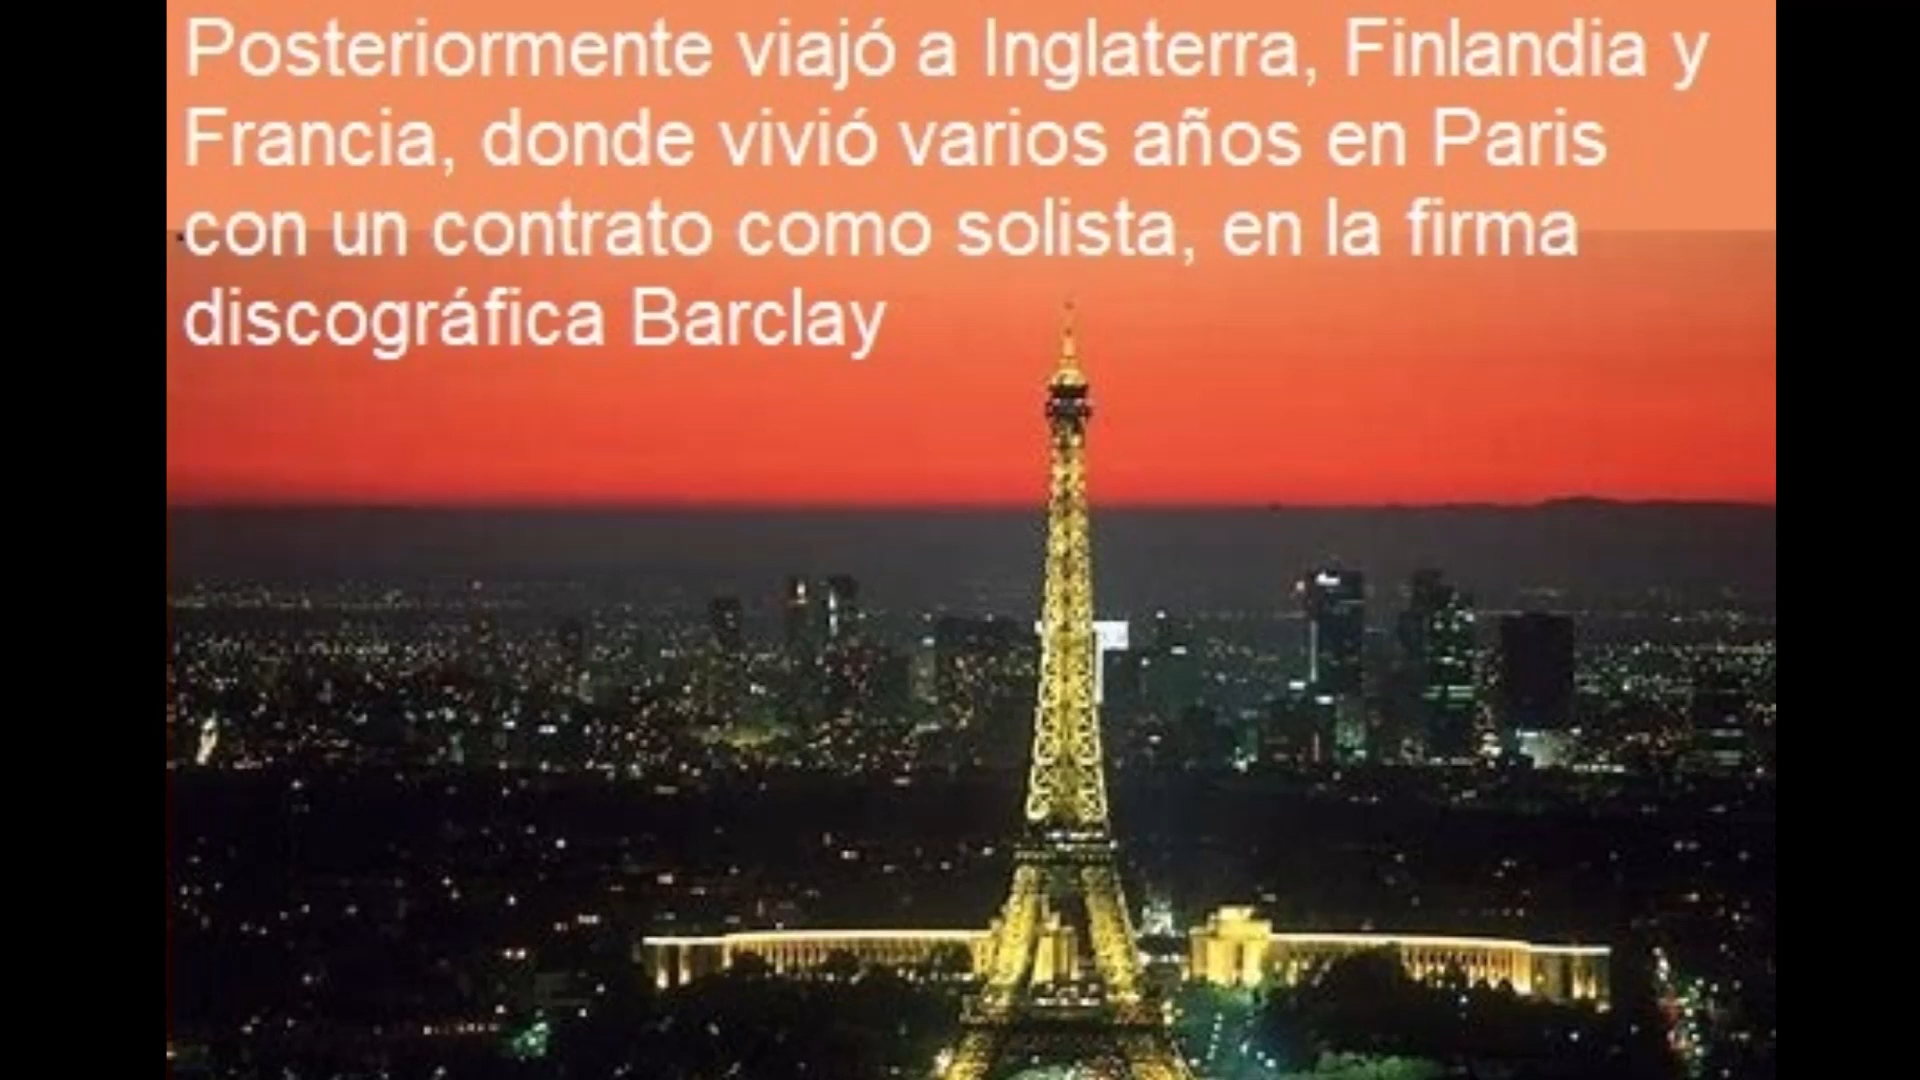 Posteriormente viajó a Inglaterra, Finlandia y
Francia, donde vivió varios años en Paris
con un contrato como solista, en la firma
discográfica Barclay